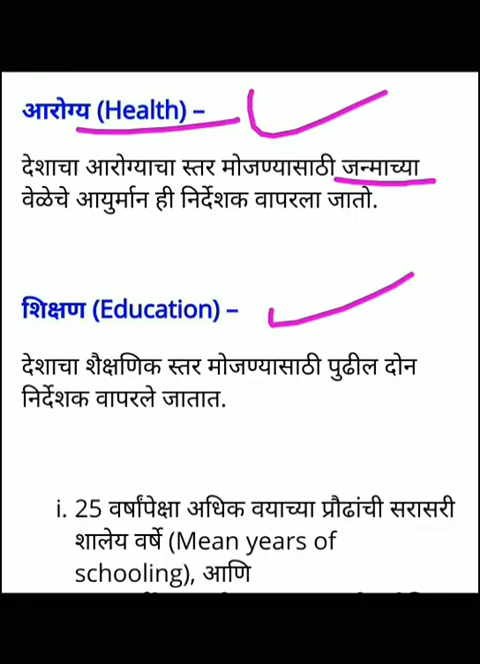 आरोग्य (Health) –
देशाचा आरोग्याचा स्तर मोजण्यासाठी जन्माच्या
वेळेचे आयुर्मान ही निर्देशक वापरला जातो.
शिक्षण (Education) –
देशाचा शैक्षणिक स्तर मोजण्यासाठी पुढील दोन
निर्देशक वापरले जातात.
i. 25 वर्षांपेक्षा अधिक वयाच्या प्रौढांची सरासरी
शालेय वर्षे (Mean years of
schooling), आणि